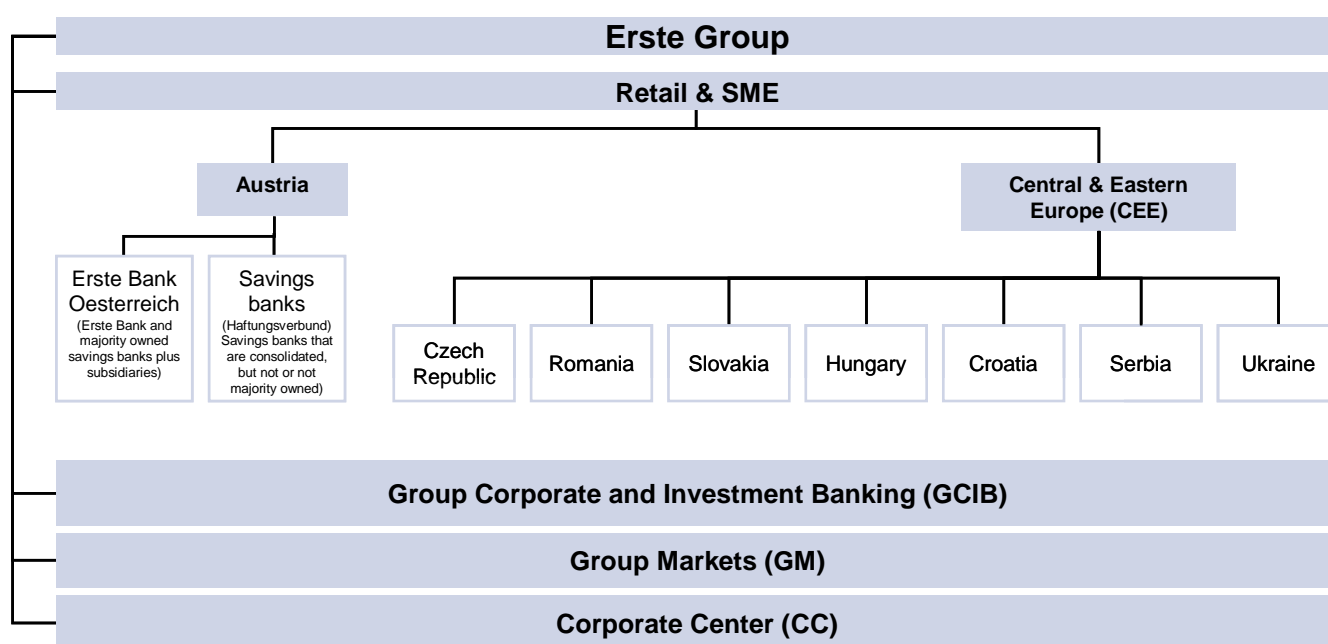 Erste Group
Retail & SME
Austria
Central & Eastern
Europe (CEE)
Erste Bank
Oesterreich
(Erste Bank and
majority owned
savings banks plus
subsidiaries)
Savings
banks
(Haftungsverbund)
Savings banks that
are consolidated,
but not or not
majority owned)
Czech
Republic
Romania
Slovakia
Hungary
Croatia
Serbia
Ukraine
Group Corporate and Investment Banking (GCIB)
Group Markets (GM)
Corporate Center (CC)